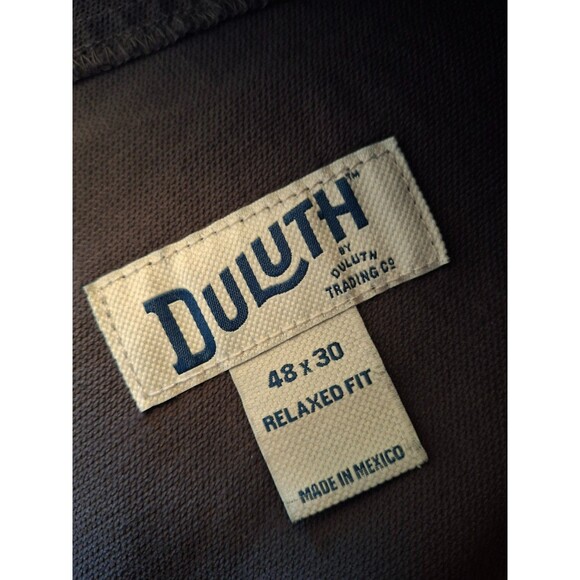 DULUTH™
BY
DULUTH
TRADING Cº
48 x 30
RELAXED FIT
MADE IN MEXICO